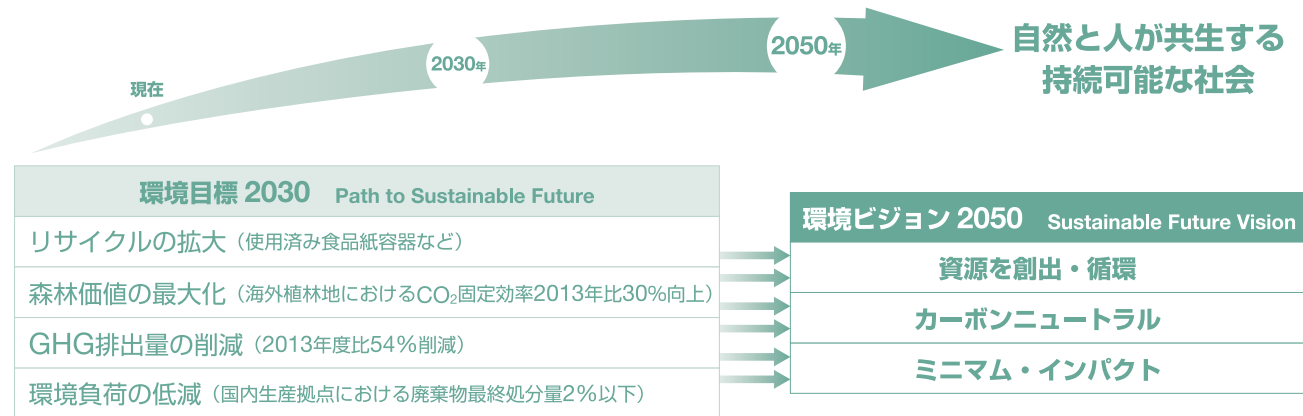 現在
2030年
2050年
自然と人が共生する
持続可能な社会
環境目標 2030 Path to Sustainable Future
リサイクルの拡大（使用済み食品紙容器など）
森林価値の最大化（海外植林地におけるCO₂固定効率2013年比30%向上）
GHG排出量の削減（2013年度比54%削減）
環境負荷の低減（国内生産拠点における廃棄物最終処分量2%以下）
環境ビジョン 2050 Sustainable Future Vision
資源を創出・循環
カーボンニュートラル
ミニマム・インパクト